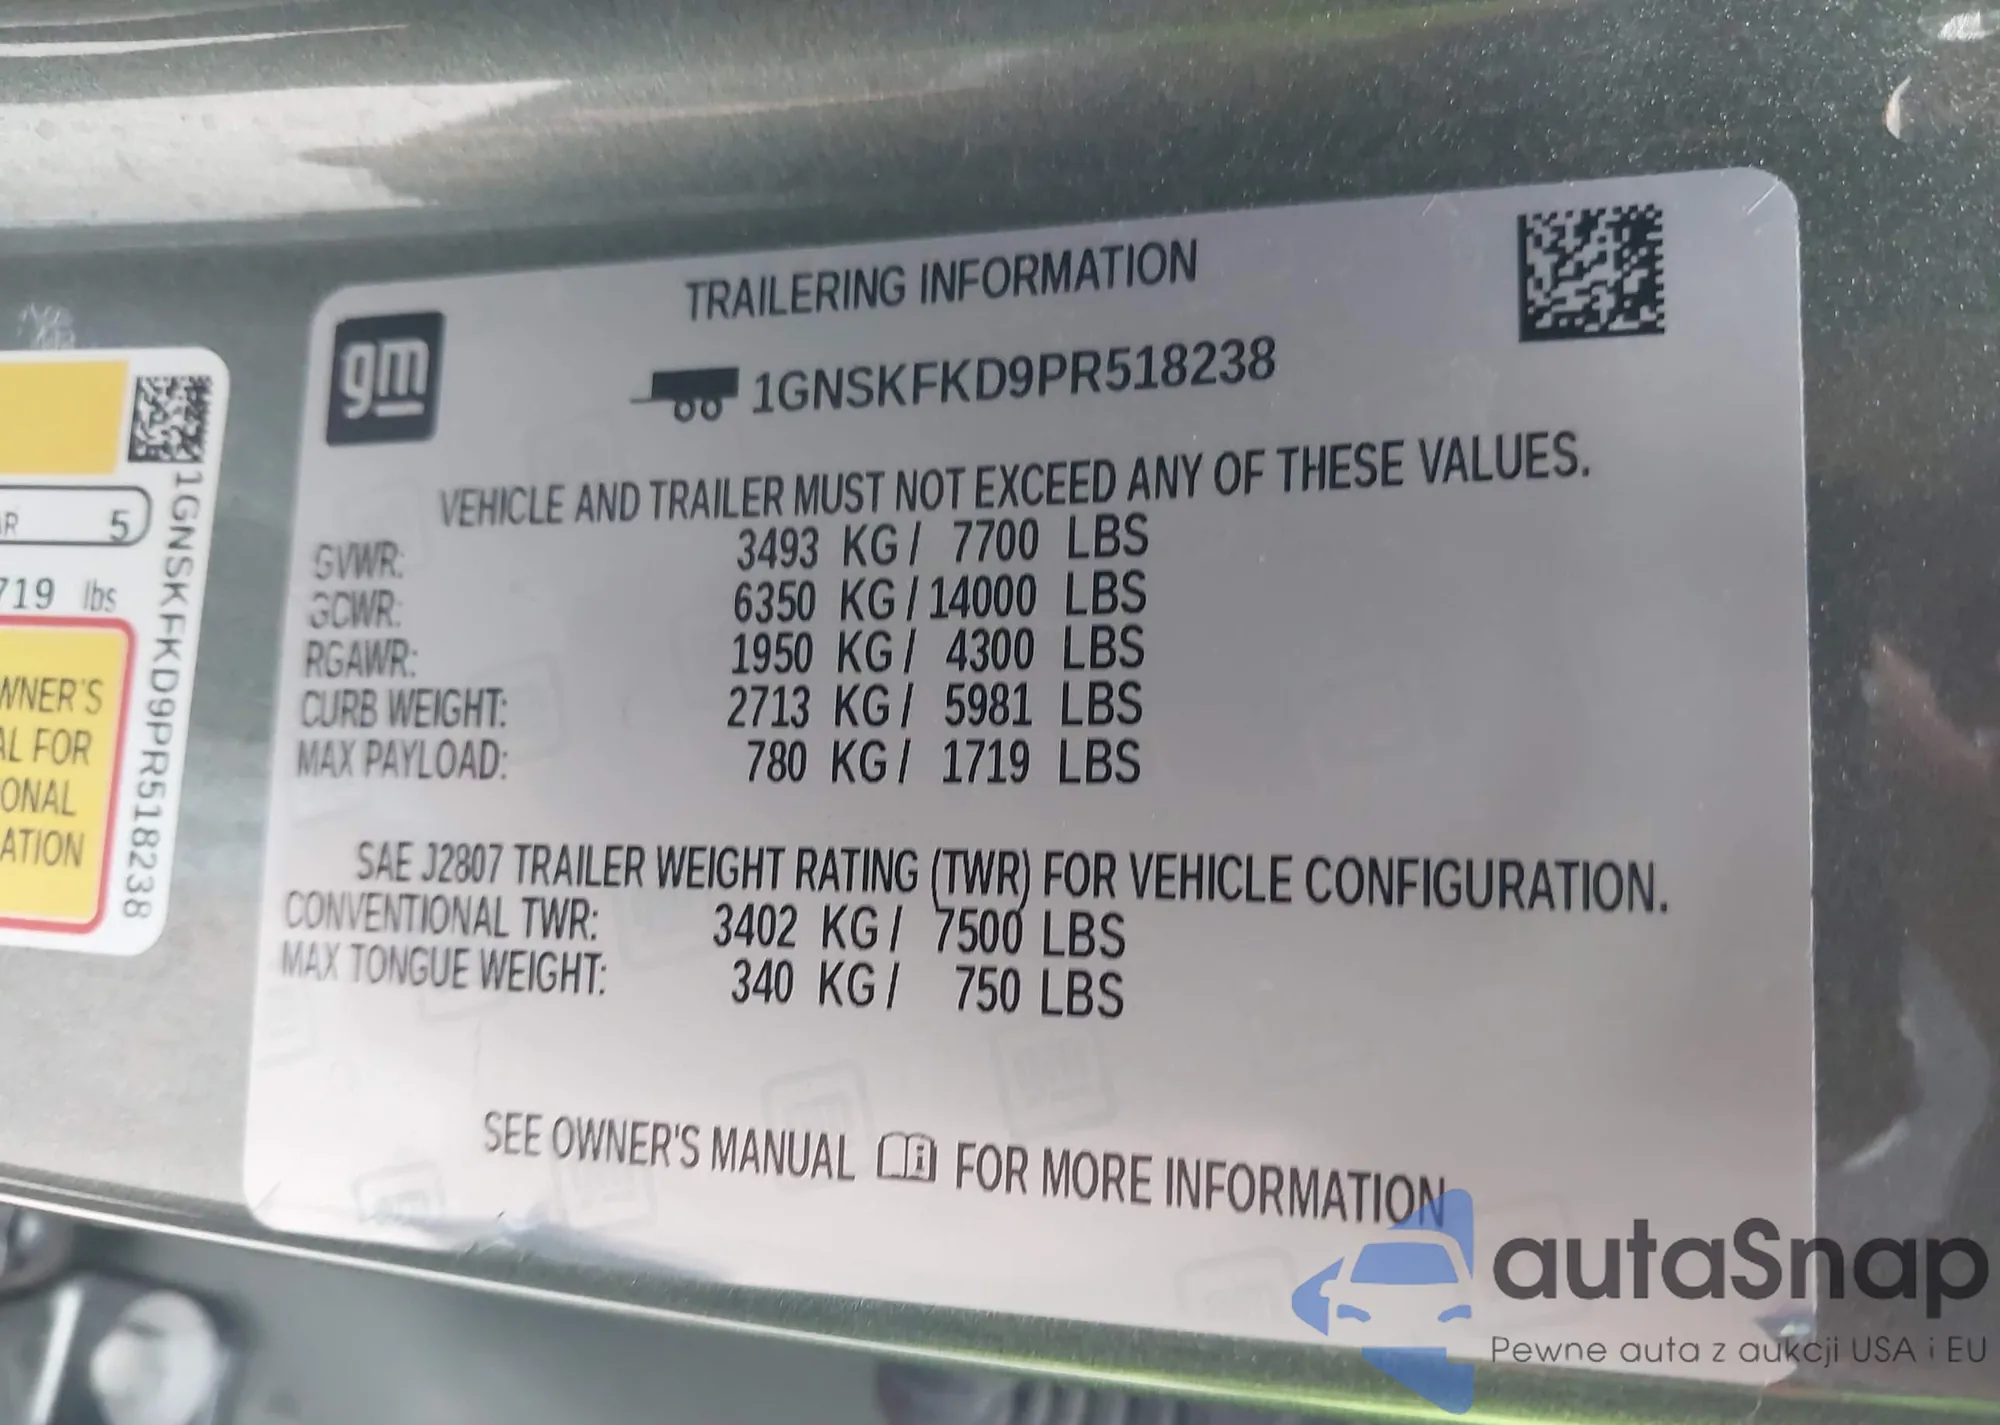 TRAILERING INFORMATION
gm
1GNSKFKD9PR518238
VEHICLE AND TRAILER MUST NOT EXCEED ANY OF THESE VALUES.
GVWR: 3493 KG / 7700 LBS
GCWR: 6350 KG / 14000 LBS
RGAWR: 1950 KG / 4300 LBS
CURB WEIGHT: 2713 KG / 5981 LBS
MAX PAYLOAD: 780 KG / 1719 LBS
SAE J2807 TRAILER WEIGHT RATING (TWR) FOR VEHICLE CONFIGURATION.
CONVENTIONAL TWR: 3402 KG / 7500 LBS
MAX TONGUE WEIGHT: 340 KG / 750 LBS
SEE OWNER'S MANUAL FOR MORE INFORMATION
5
719 lbs
WNER'S
AL FOR
ONAL
ATION
1GNSKFKD9PR518238
autaSnap
Pewne auta z aukcji USA i EU